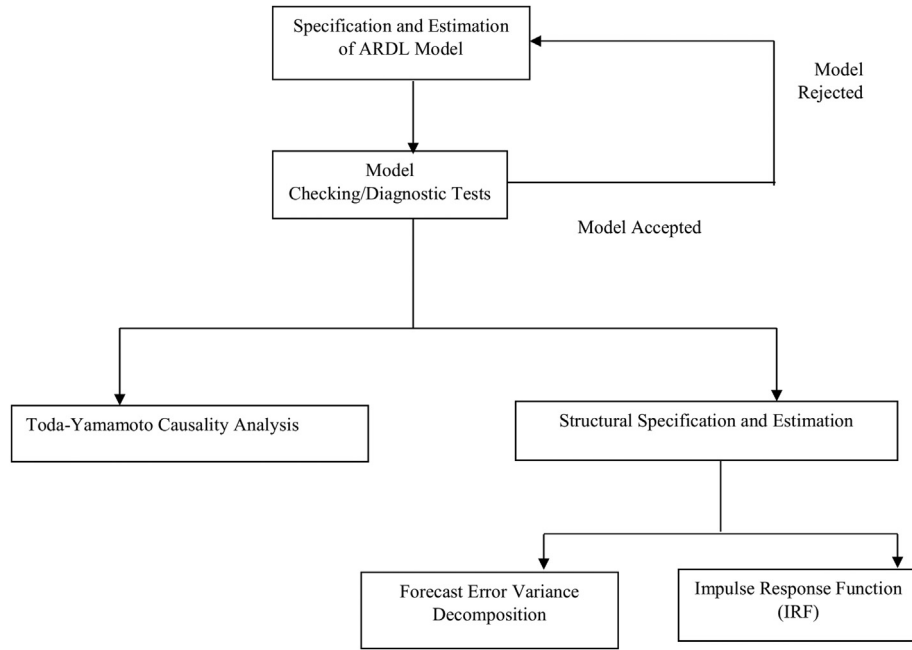 Specification and Estimation
of ARDL Model
Model
Rejected
Model
Checking/Diagnostic Tests
Model Accepted
Toda-Yamamoto Causality Analysis
Structural Specification and Estimation
Forecast Error Variance
Decomposition
Impulse Response Function
(IRF)